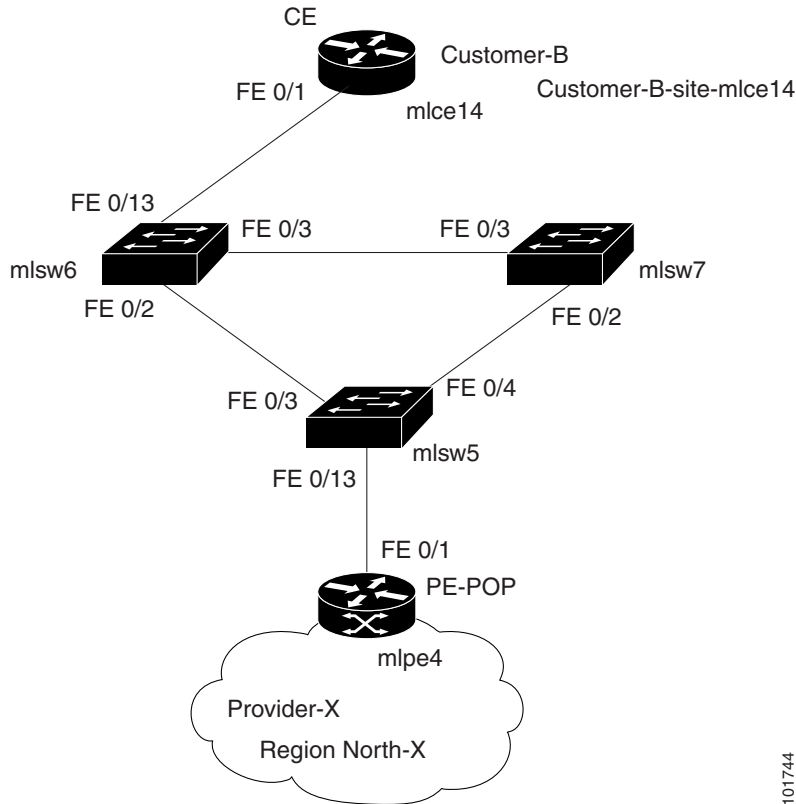 CE
Customer-B
FE 0/1
Customer-B-site-mlce14
mlce14
FE 0/13
FE 0/3
FE 0/3
mlsw6
mlsw7
FE 0/2
FE 0/2
FE 0/3
FE 0/4
mlsw5
FE 0/13
FE 0/1
PE-POP
mlpe4
Provider-X
Region North-X
101744